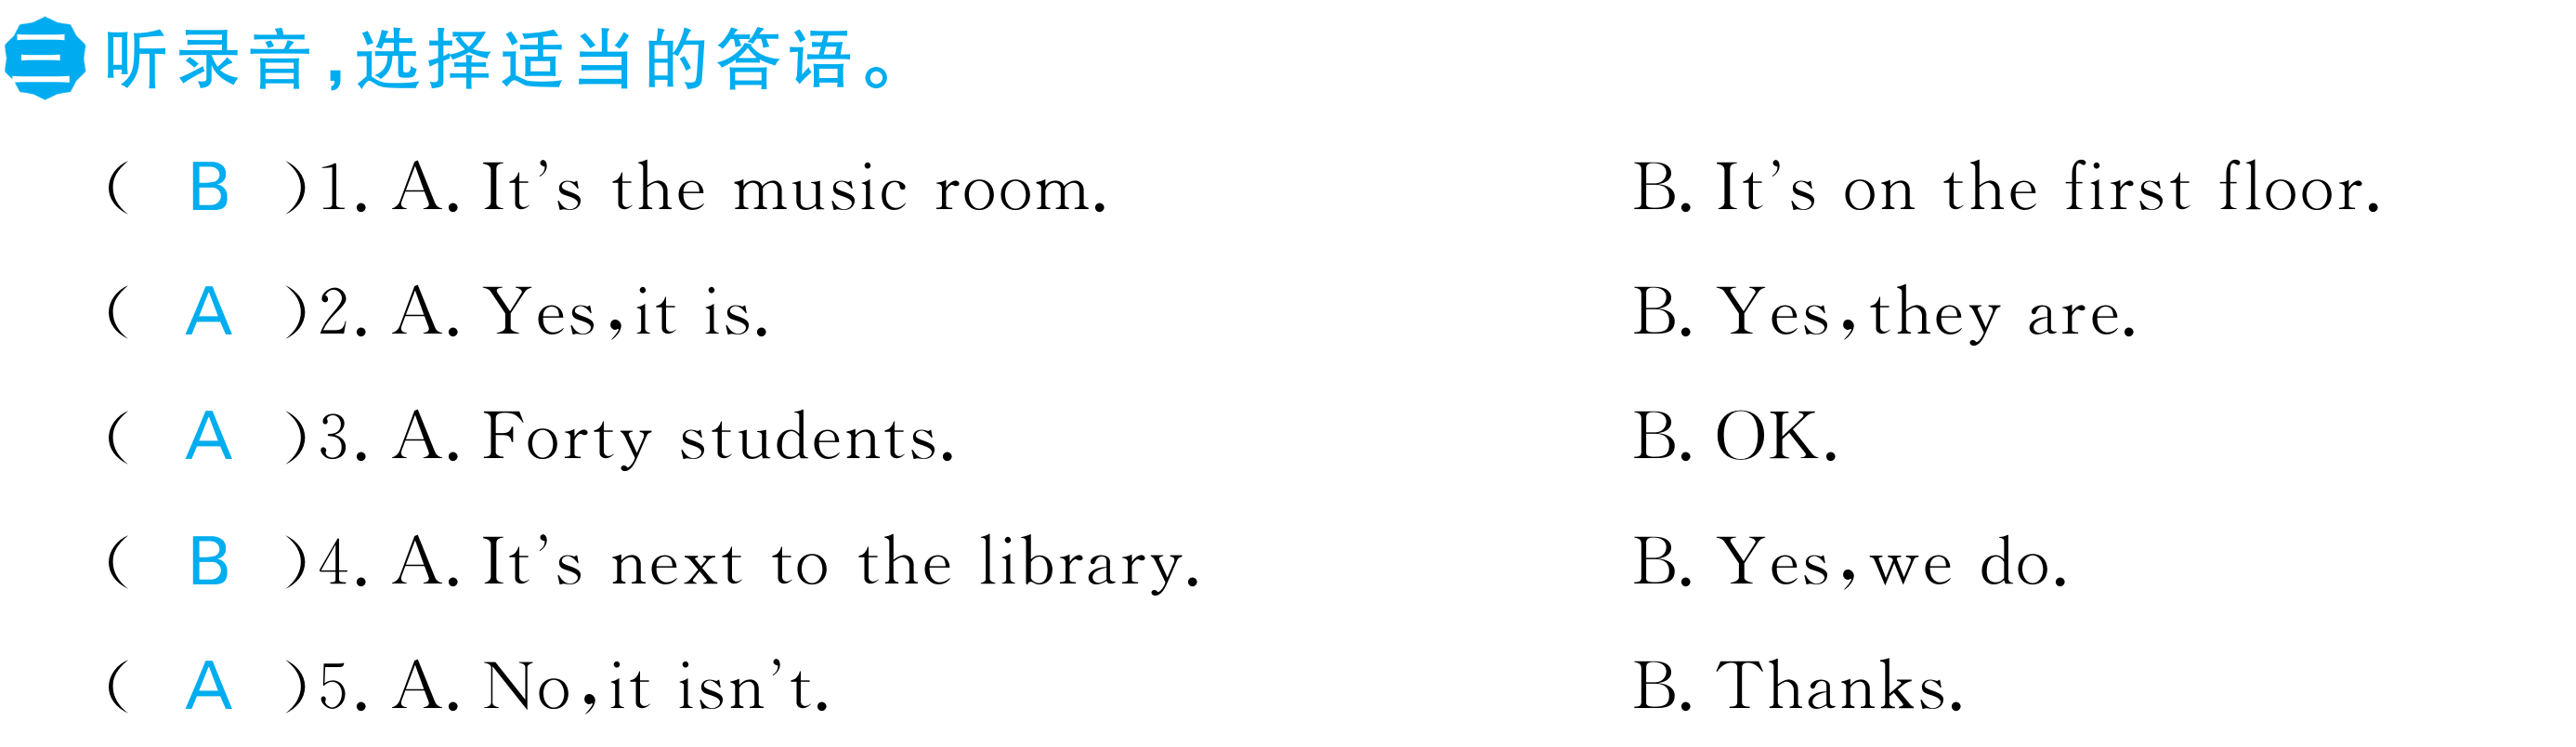 三 听录音,选择适当的答语。
( B )1. A. It's the music room. B. It's on the first floor.
( A )2. A. Yes,it is. B. Yes,they are.
( A )3. A. Forty students. B. OK.
( B )4. A. It's next to the library. B. Yes,we do.
( A )5. A. No,it isn't. B. Thanks.